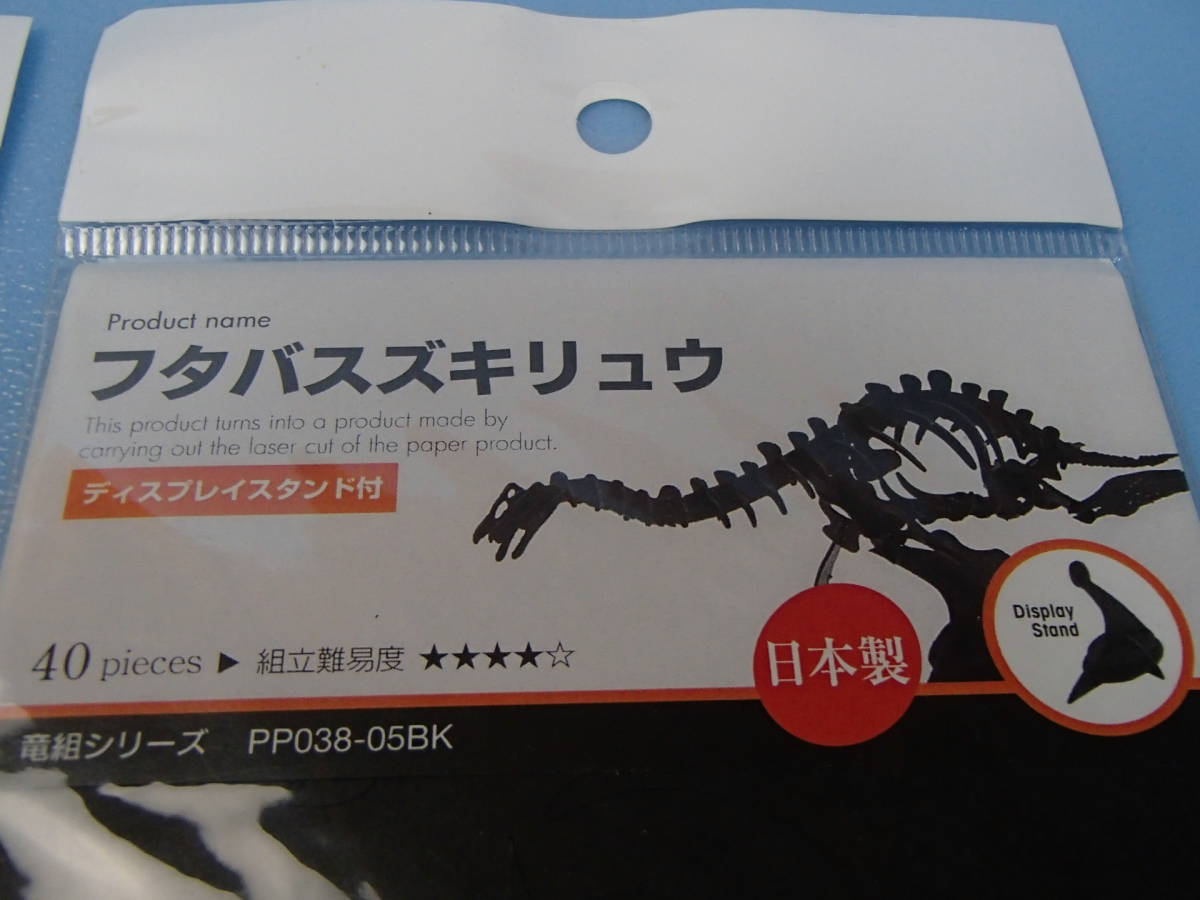 Product name
フタバスズキリュウ
This product turns into a product made by
carrying out the laser cut of the paper product.
ディスプレイスタンド付
Display
Stand
40 pieces ▶ 組立難易度 ★★★★☆
日本製
竜組シリーズ PP038-05BK